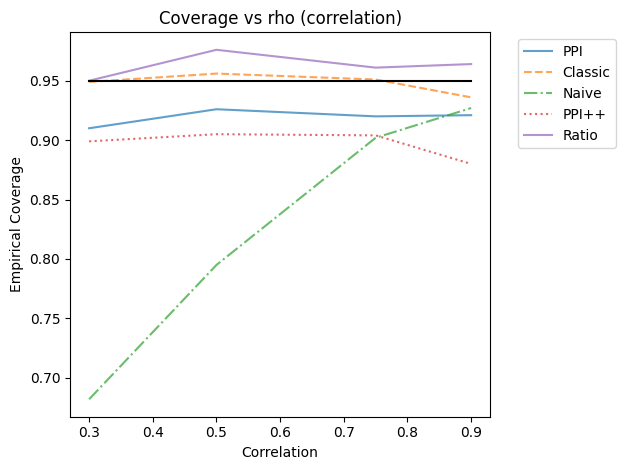 Coverage vs rho (correlation)
Empirical Coverage
0.95
0.90
0.85
0.80
0.75
0.70
0.3 0.4 0.5 0.6 0.7 0.8 0.9
Correlation
PPI
Classic
Naive
PPI++
Ratio